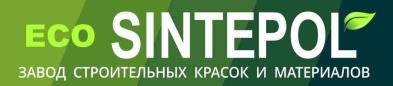 ECO SINTEPOL
ЗАВОД СТРОИТЕЛЬНЫХ КРАСОК И МАТЕРИАЛОВ